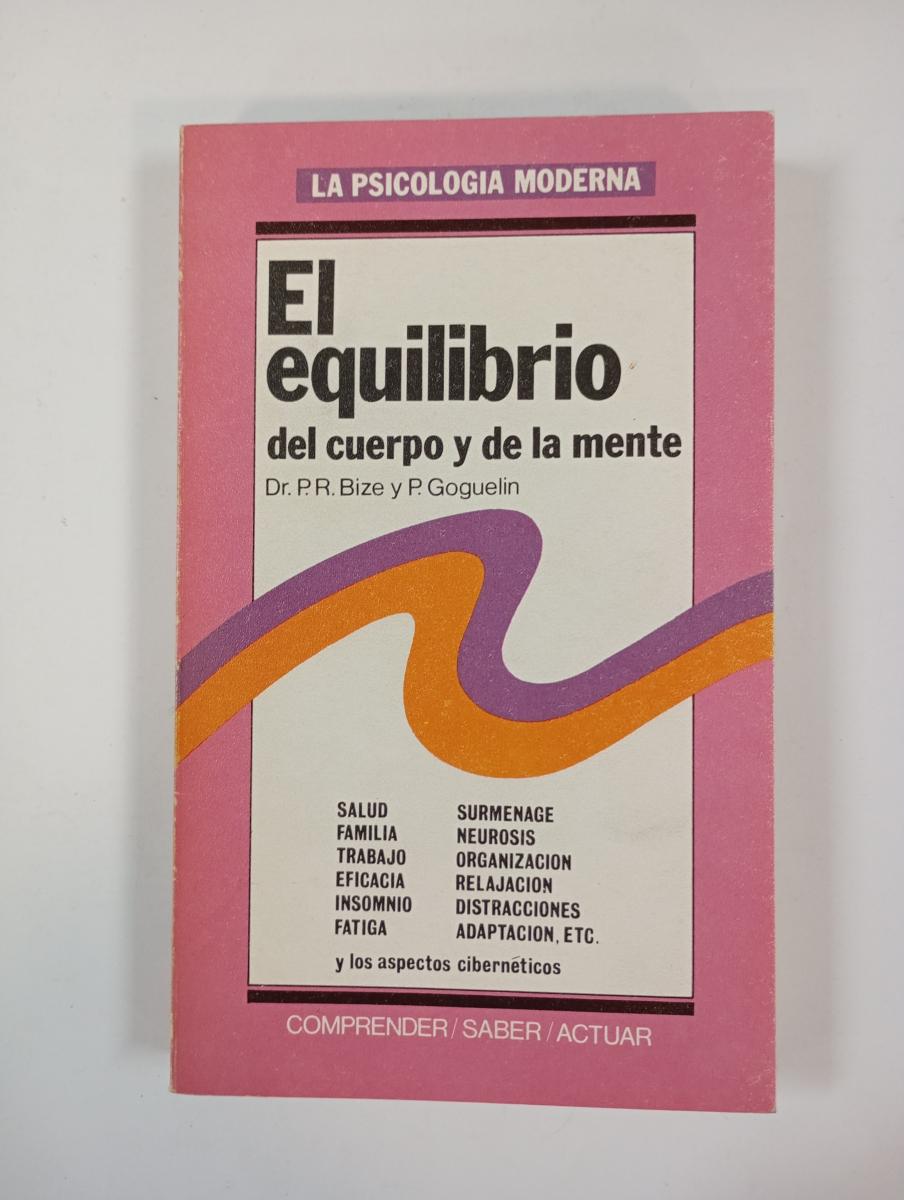 LA PSICOLOGIA MODERNA
El
equilibrio
del cuerpo y de la mente
Dr. P.R. Bize y P. Goguelin
SALUD
FAMILIA
TRABAJO
EFICACIA
INSOMNIO
FATIGA
SURMENAGE
NEUROSIS
ORGANIZACION
RELAJACION
DISTRACCIONES
ADAPTACION, ETC.
y los aspectos cibernéticos
COMPRENDER / SABER / ACTUAR